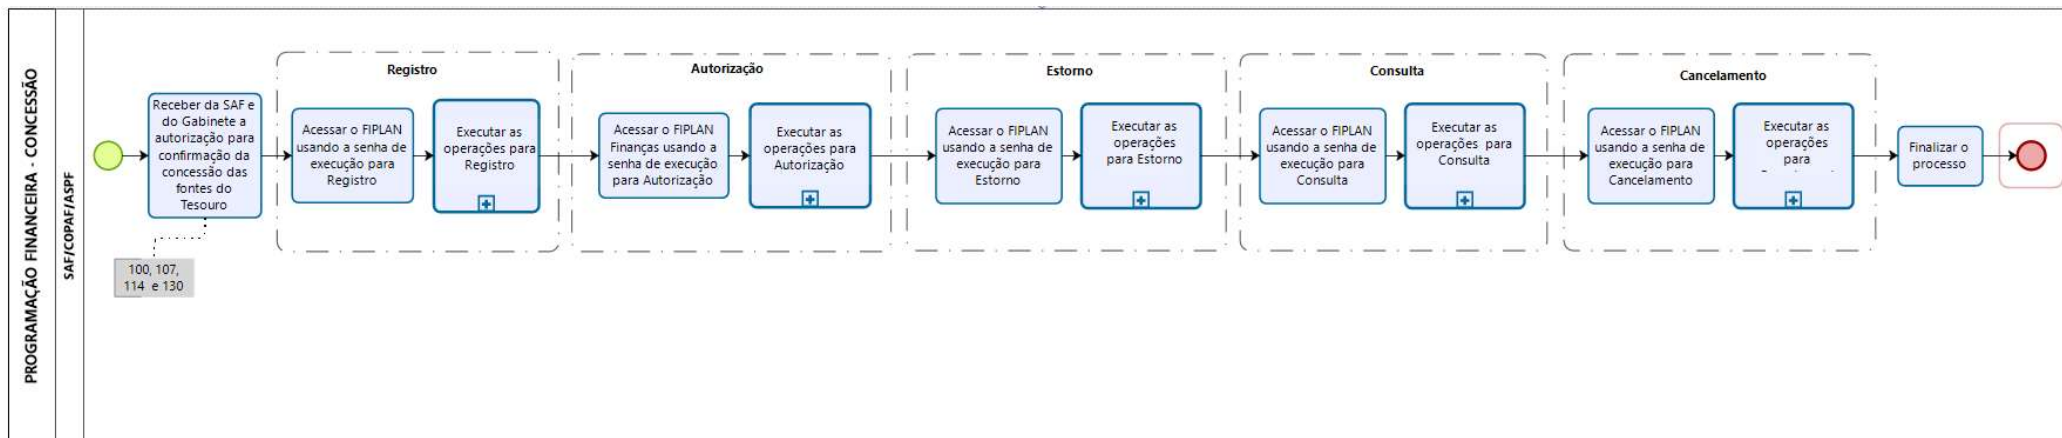 PROGRAMAÇÃO FINANCEIRA - CONCESSÃO
SAF/COPAF/ASPF
Receber da SAF e
do Gabinete a
autorização para
confirmação da
concessão das
fontes do
Tesouro
100, 107,
114 e 130
Registro
Acessar o FIPLAN
usando a senha de
execução para
Registro
Executar as
operações para
Registro
Autorização
Acessar o FIPLAN
Finanças usando a
senha de execução
para Autorização
Executar as
operações para
Autorização
Estorno
Acessar o FIPLAN
usando a senha de
execução para
Estorno
Executar as
operações
para Estorno
Consulta
Acessar o FIPLAN
usando a senha de
execução para
Consulta
Executar as
operações para
Consulta
Cancelamento
Acessar o FIPLAN
usando a senha de
execução para
Cancelamento
Executar as
operações
para
Finalizar o
processo